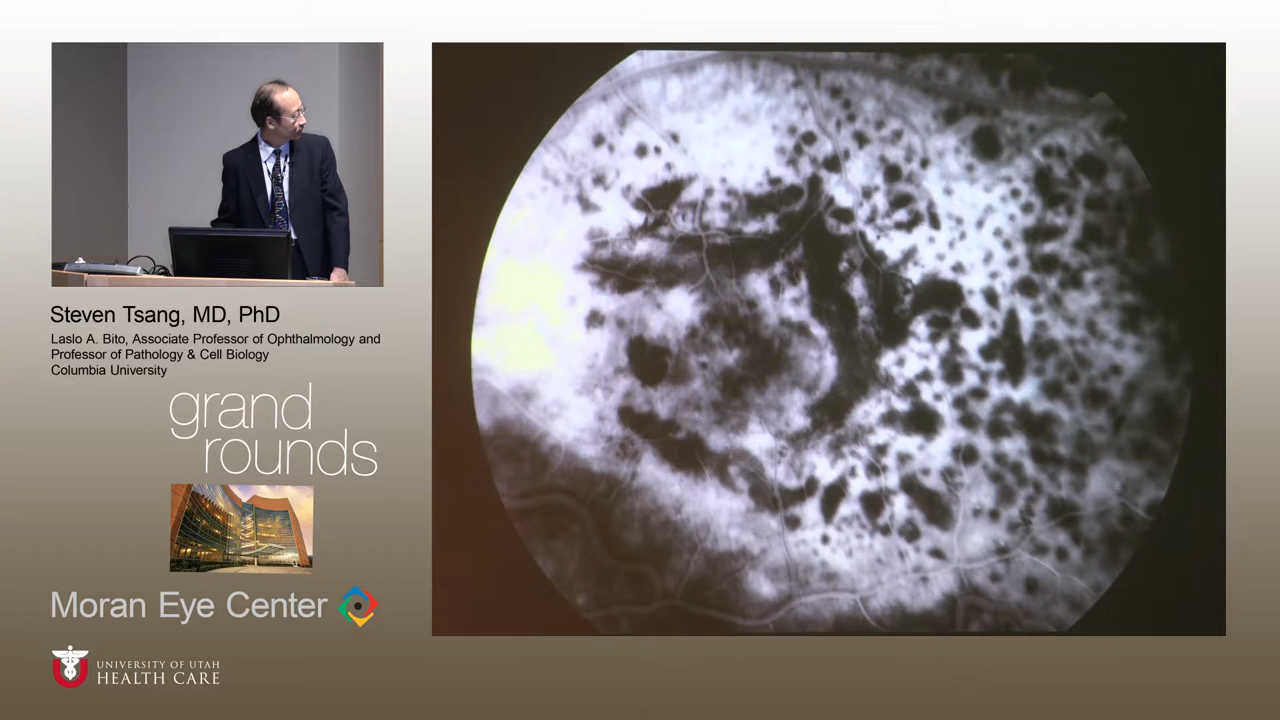 Steven Tsang, MD, PhD
Laslo A. Bito, Associate Professor of Ophthalmology and
Professor of Pathology & Cell Biology
Columbia University
grand
rounds
Moran Eye Center
UNIVERSITY OF UTAH
HEALTH CARE